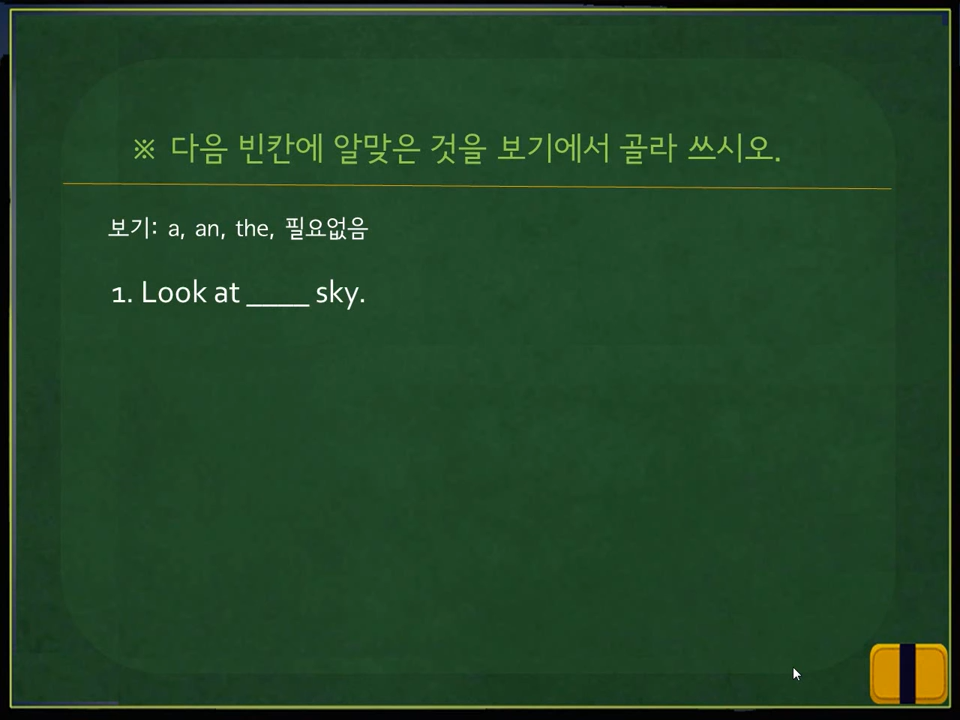 ※ 다음 빈칸에 알맞은 것을 보기에서 골라 쓰시오.
보기: a, an, the, 필요없음
1. Look at ____ sky.